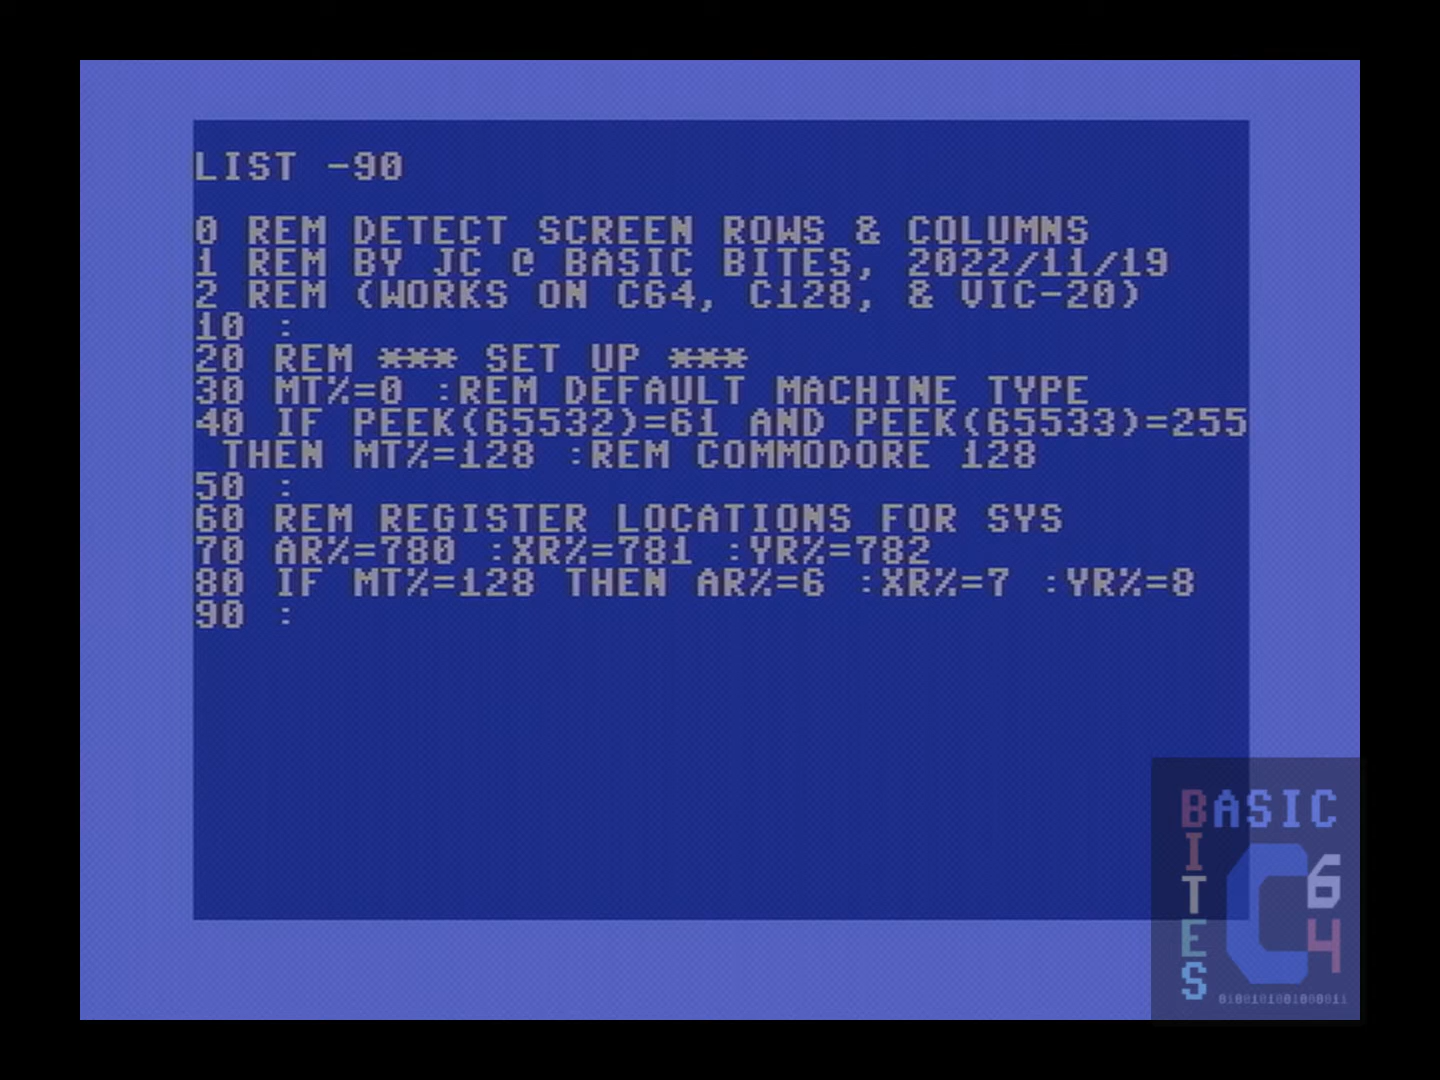 LIST -90
0 REM DETECT SCREEN ROWS & COLUMNS
1 REM BY JC @ BASIC BITES, 2022/11/19
2 REM (WORKS ON C64, C128, & VIC-20)
10 :
20 REM *** SET UP ***
30 MT%=0 :REM DEFAULT MACHINE TYPE
40 IF PEEK(65532)=61 AND PEEK(65533)=255
THEN MT%=128 :REM COMMODORE 128
50 :
60 REM REGISTER LOCATIONS FOR SYS
70 AR%=780 :XR%=781 :YR%=782
80 IF MT%=128 THEN AR%=6 :XR%=7 :YR%=8
90 :
BASIC
BITES
C64
0100101001000011